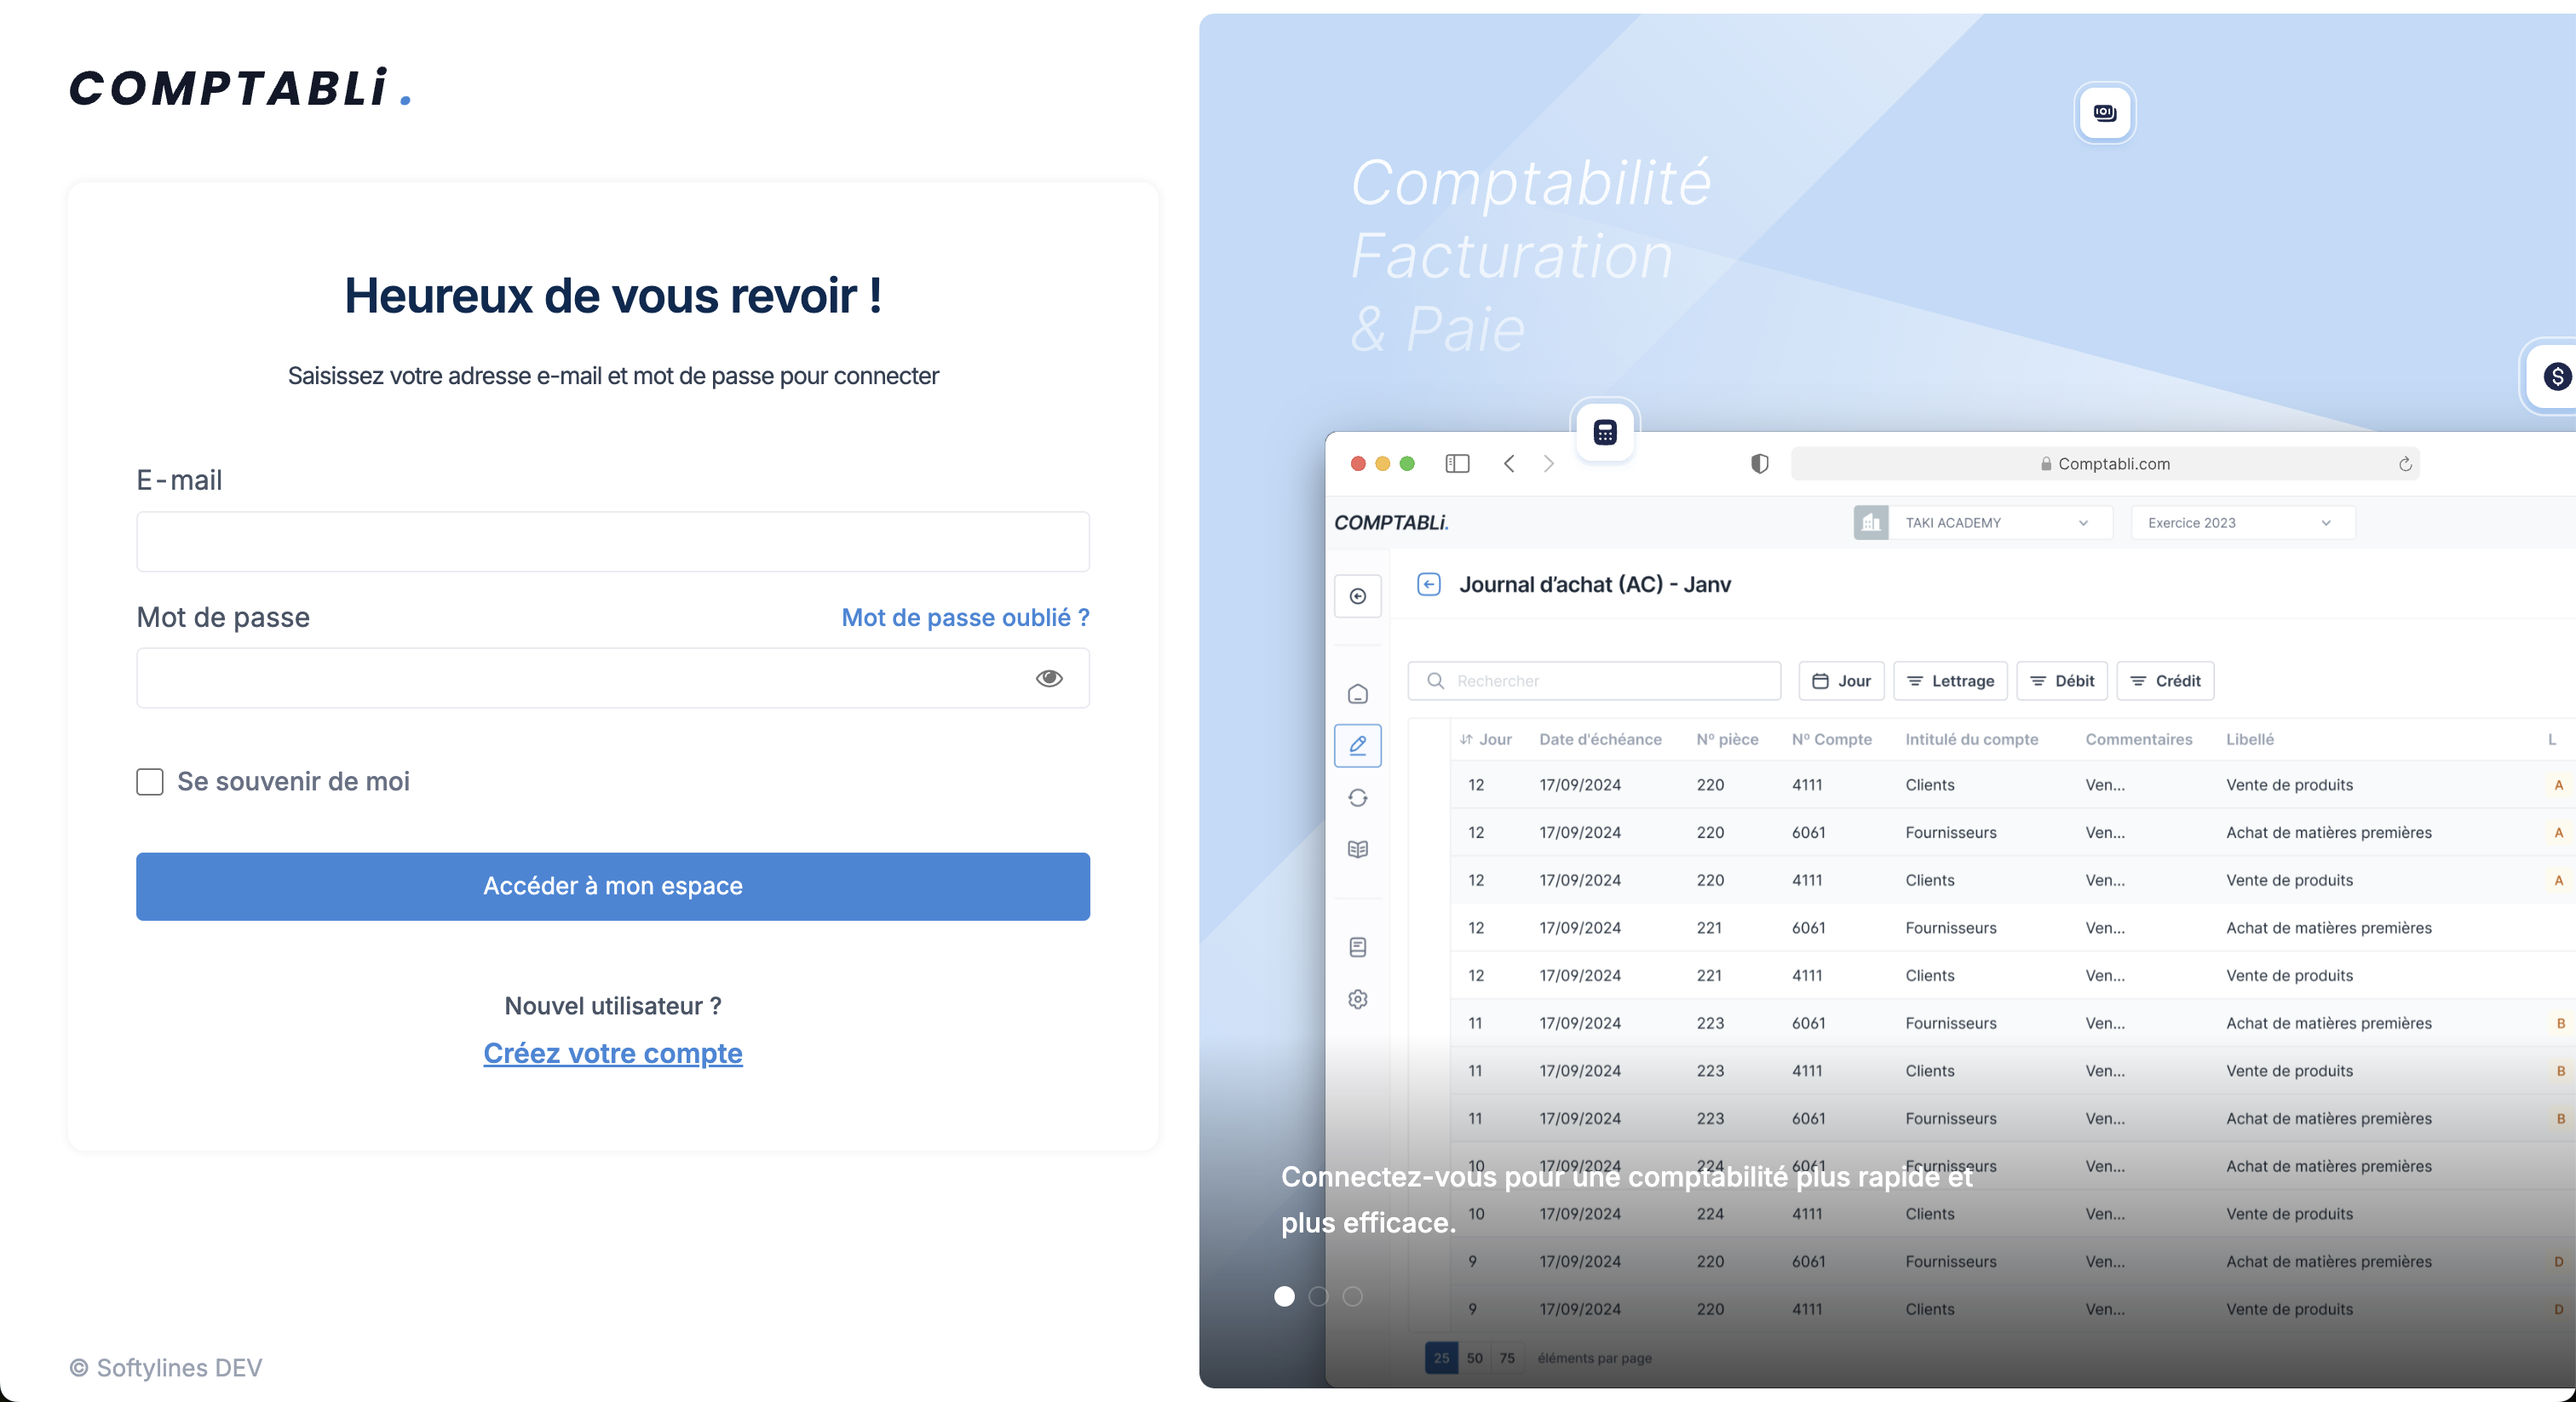 COMPTABLi.
Heureux de vous revoir !
Saisissez votre adresse e-mail et mot de passe pour connecter
E-mail
Mot de passe
Mot de passe oublié ?
Se souvenir de moi
Accéder à mon espace
Nouvel utilisateur ?
Créez votre compte
© Softylines DEV
Comptabilité
Facturation
& Paie
Comptabli.com
COMPTABLi.
TAKI ACADEMY
Exercice 2023
Journal d'achat (AC) - Janv
Rechercher
Jour
Lettrage
Débit
Crédit
Jour Date d'échéance Nº pièce Nº Compte Intitulé du compte Commentaires Libellé L
12 17/09/2024 220 4111 Clients Ven... Vente de produits A
12 17/09/2024 220 6061 Fournisseurs Ven... Achat de matières premières A
12 17/09/2024 220 4111 Clients Ven... Vente de produits A
12 17/09/2024 221 6061 Fournisseurs Ven... Achat de matières premières
12 17/09/2024 221 4111 Clients Ven... Vente de produits
11 17/09/2024 223 6061 Fournisseurs Ven... Achat de matières premières B
11 17/09/2024 223 4111 Clients Ven... Vente de produits B
11 17/09/2024 223 6061 Fournisseurs Ven... Achat de matières premières B
10 17/09/2024 224 6061 Fournisseurs Ven... Achat de matières premières
10 17/09/2024 224 4111 Clients Ven... Vente de produits
9 17/09/2024 220 6061 Fournisseurs Ven... Achat de matières premières D
9 17/09/2024 220 4111 Clients Ven... Vente de produits D
25 50 75 éléments par page
Connectez-vous pour une comptabilité plus rapide et
plus efficace.